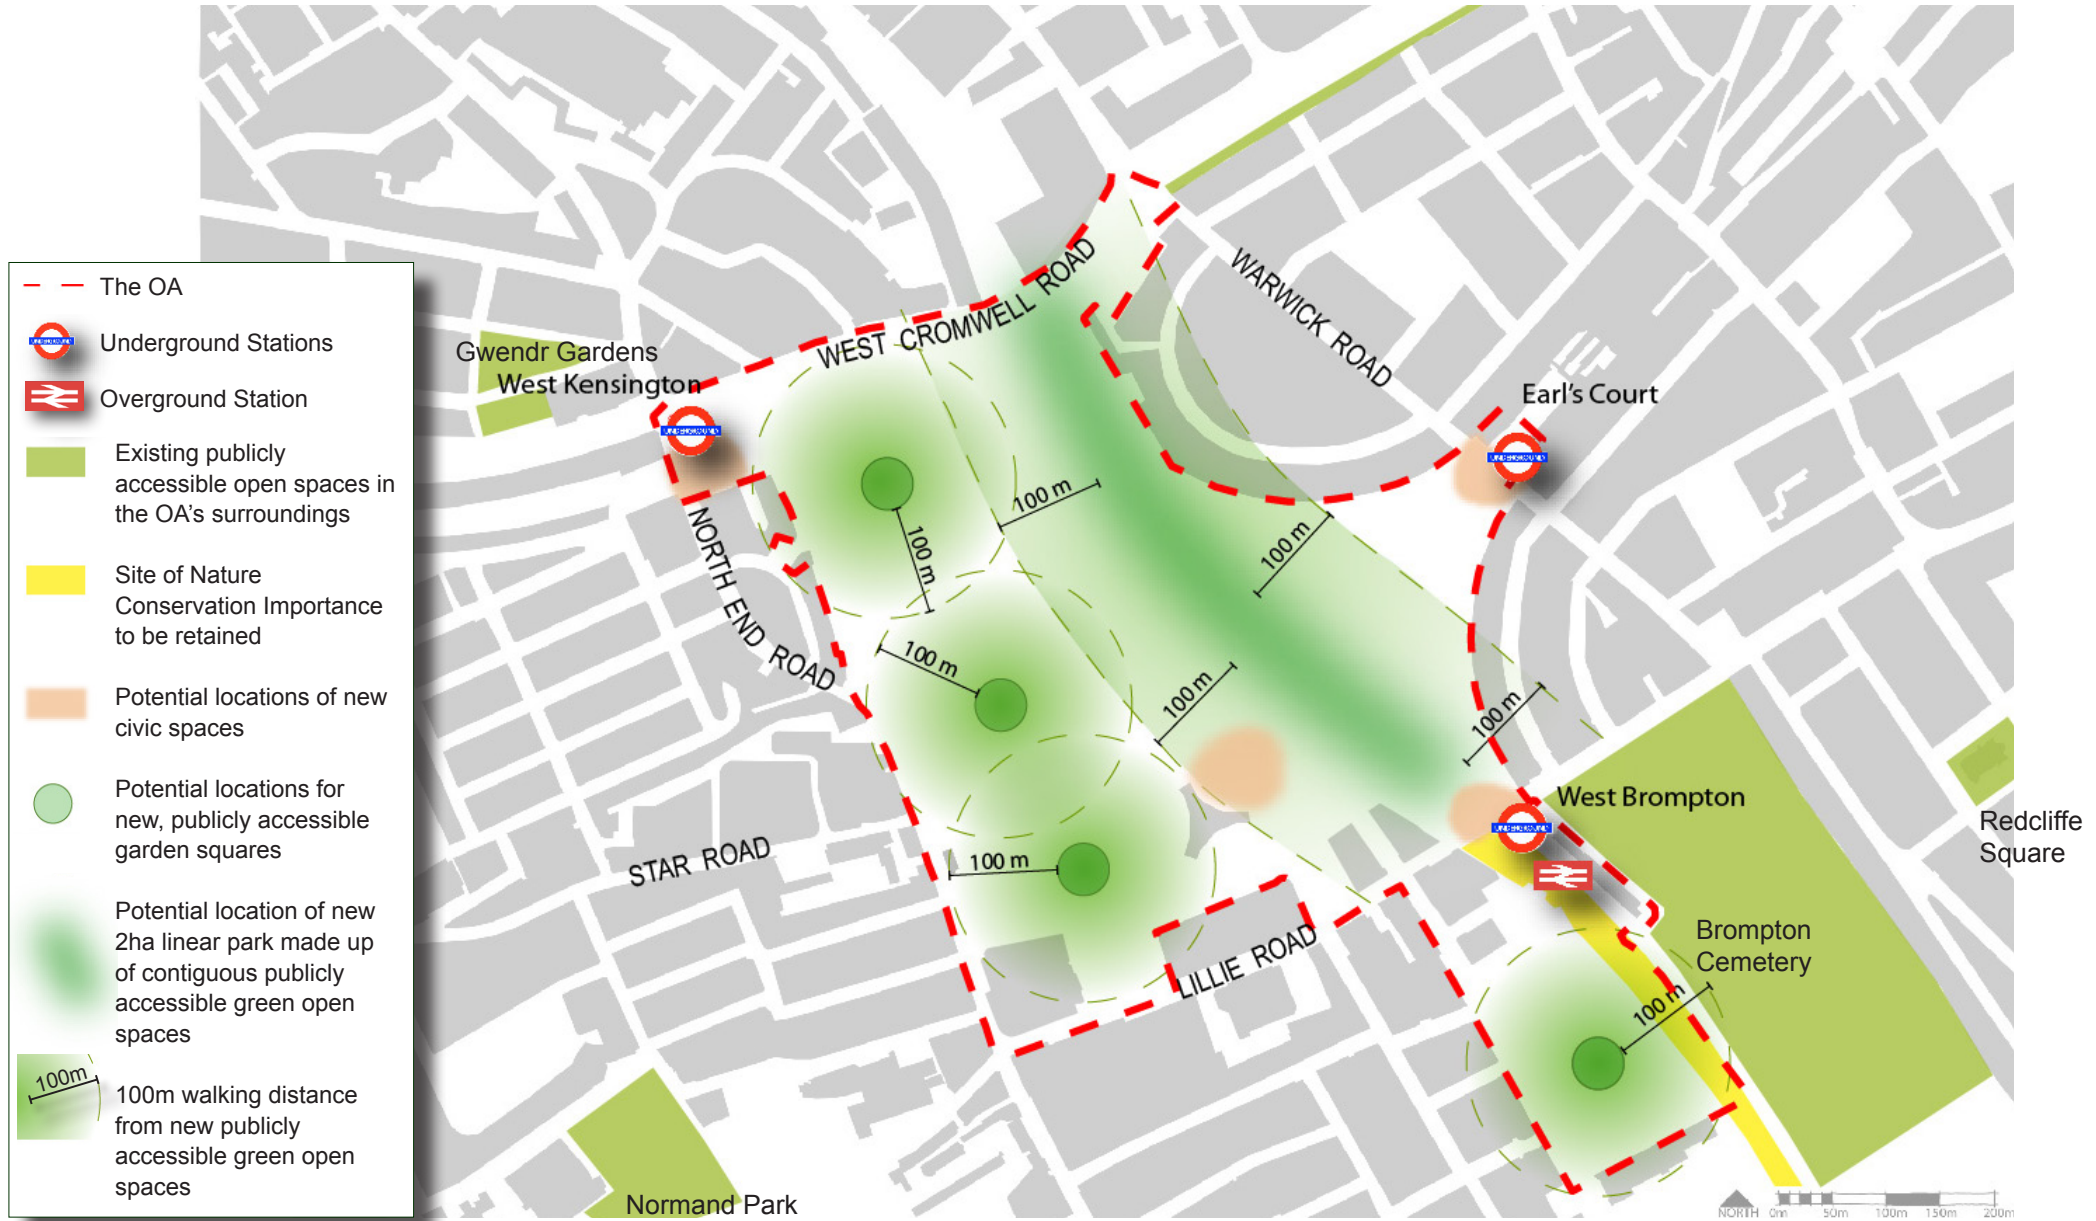 The OA
Underground Stations
Overground Station
Existing publicly
accessible open spaces in
the OA's surroundings
Site of Nature
Conservation Importance
to be retained
Potential locations of new
civic spaces
Potential locations for
new, publicly accessible
garden squares
Potential location of new
2ha linear park made up
of contiguous publicly
accessible green open
spaces
100m
100m walking distance
from new publicly
accessible green open
spaces
Gwendr Gardens
West Kensington
WEST CROMWELL ROAD
WARWICK ROAD
Earl's Court
NORTH END ROAD
100 m
100 m
100 m
100 m
100 m
100 m
100 m
100 m
STAR ROAD
LILLIE ROAD
West Brompton
Redcliffe
Square
Brompton
Cemetery
Normand Park
NORTH
0m 50m 100m 150m 200m